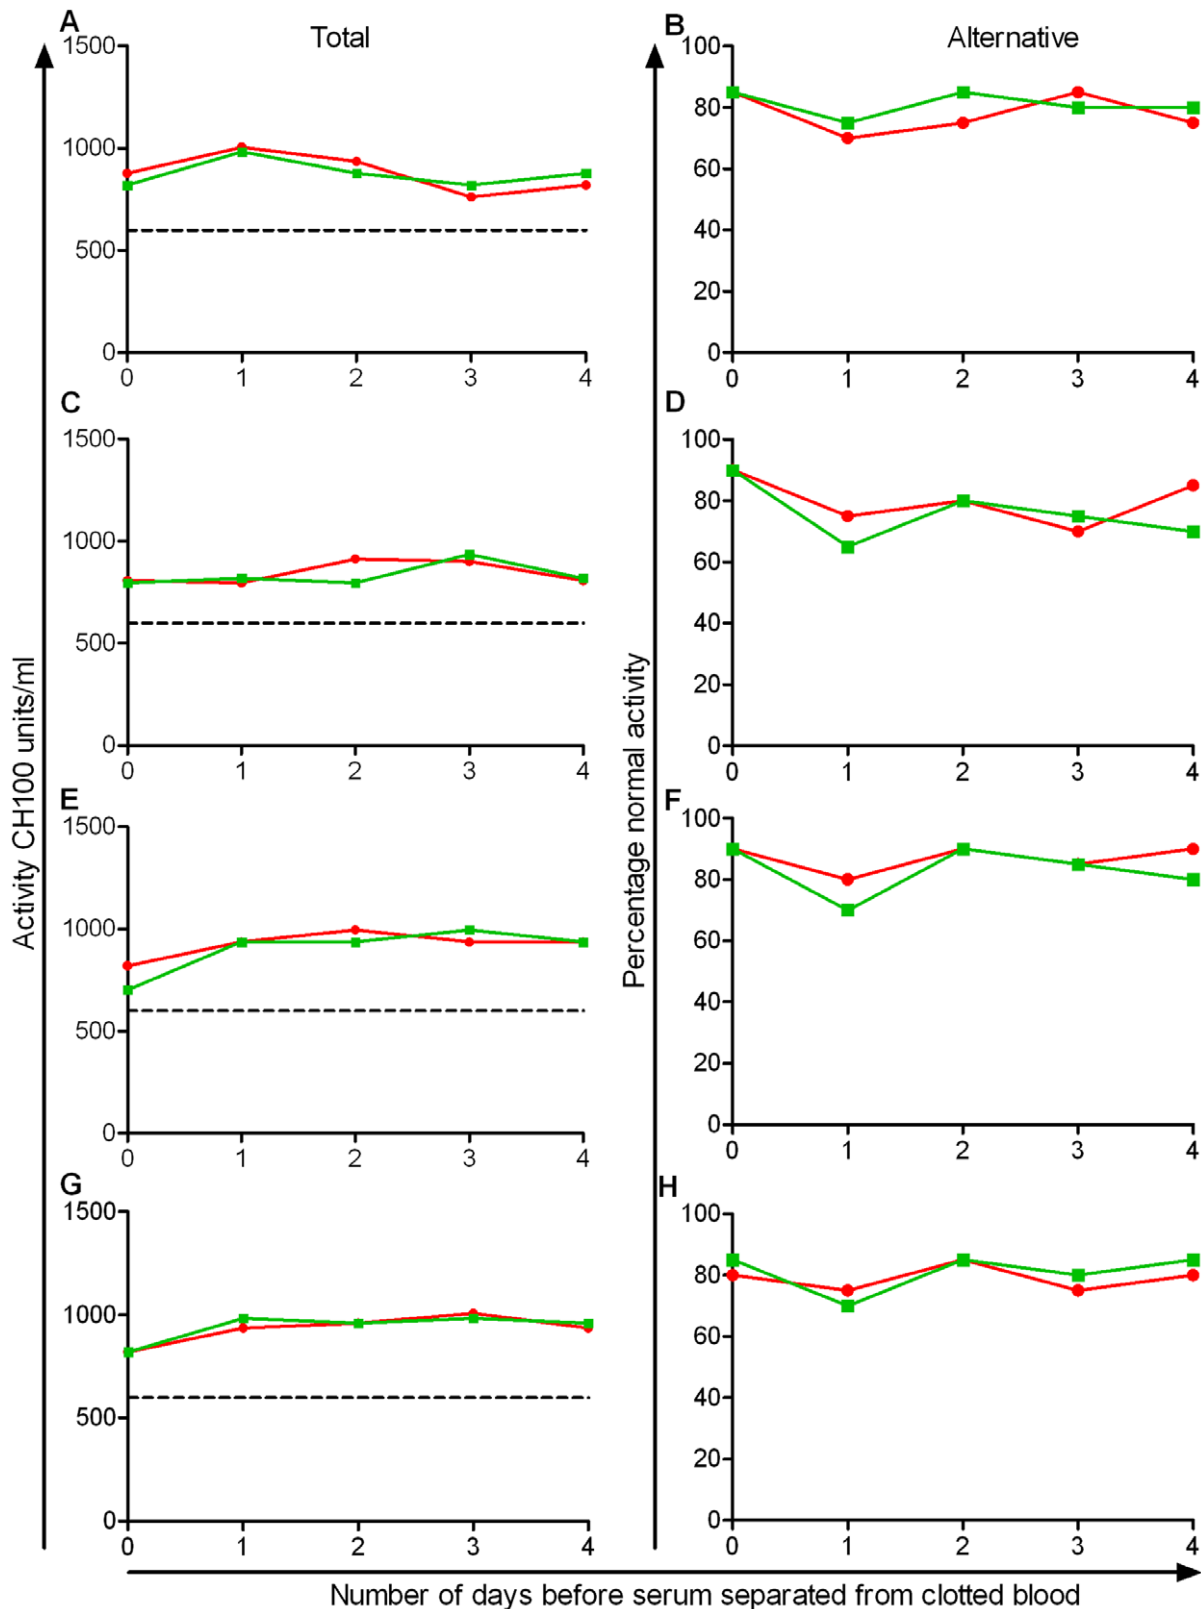 A
Total
1500
1000
500
0
0 1 2 3 4
B
Alternative
100
80
60
40
20
0
0 1 2 3 4
C
1500
1000
500
0
0 1 2 3 4
D
100
80
60
40
20
0
0 1 2 3 4
E
1500
1000
500
0
0 1 2 3 4
F
100
80
60
40
20
0
0 1 2 3 4
G
1500
1000
500
0
0 1 2 3 4
H
100
80
60
40
20
0
0 1 2 3 4
Activity CH100 units/ml
Percentage normal activity
Number of days before serum separated from clotted blood